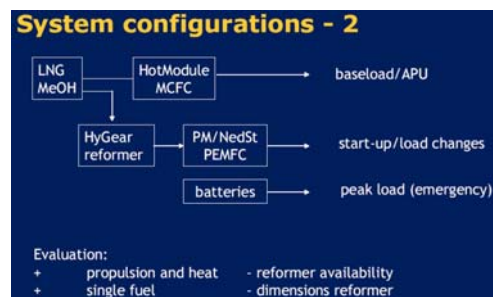 System configurations - 2
LNG
MeOH
HotModule
MCFC
baseload/APU
HyGear
reformer
PM/NedSt
PEMFC
start-up/load changes
batteries
peak load (emergency)
Evaluation:
+ propulsion and heat - reformer availability
+ single fuel - dimensions reformer